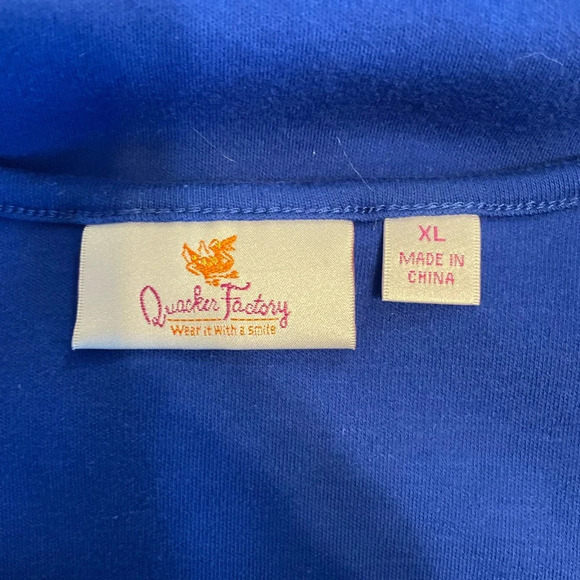 Quacker Factory
Wear it with a smile
XL
MADE IN
CHINA